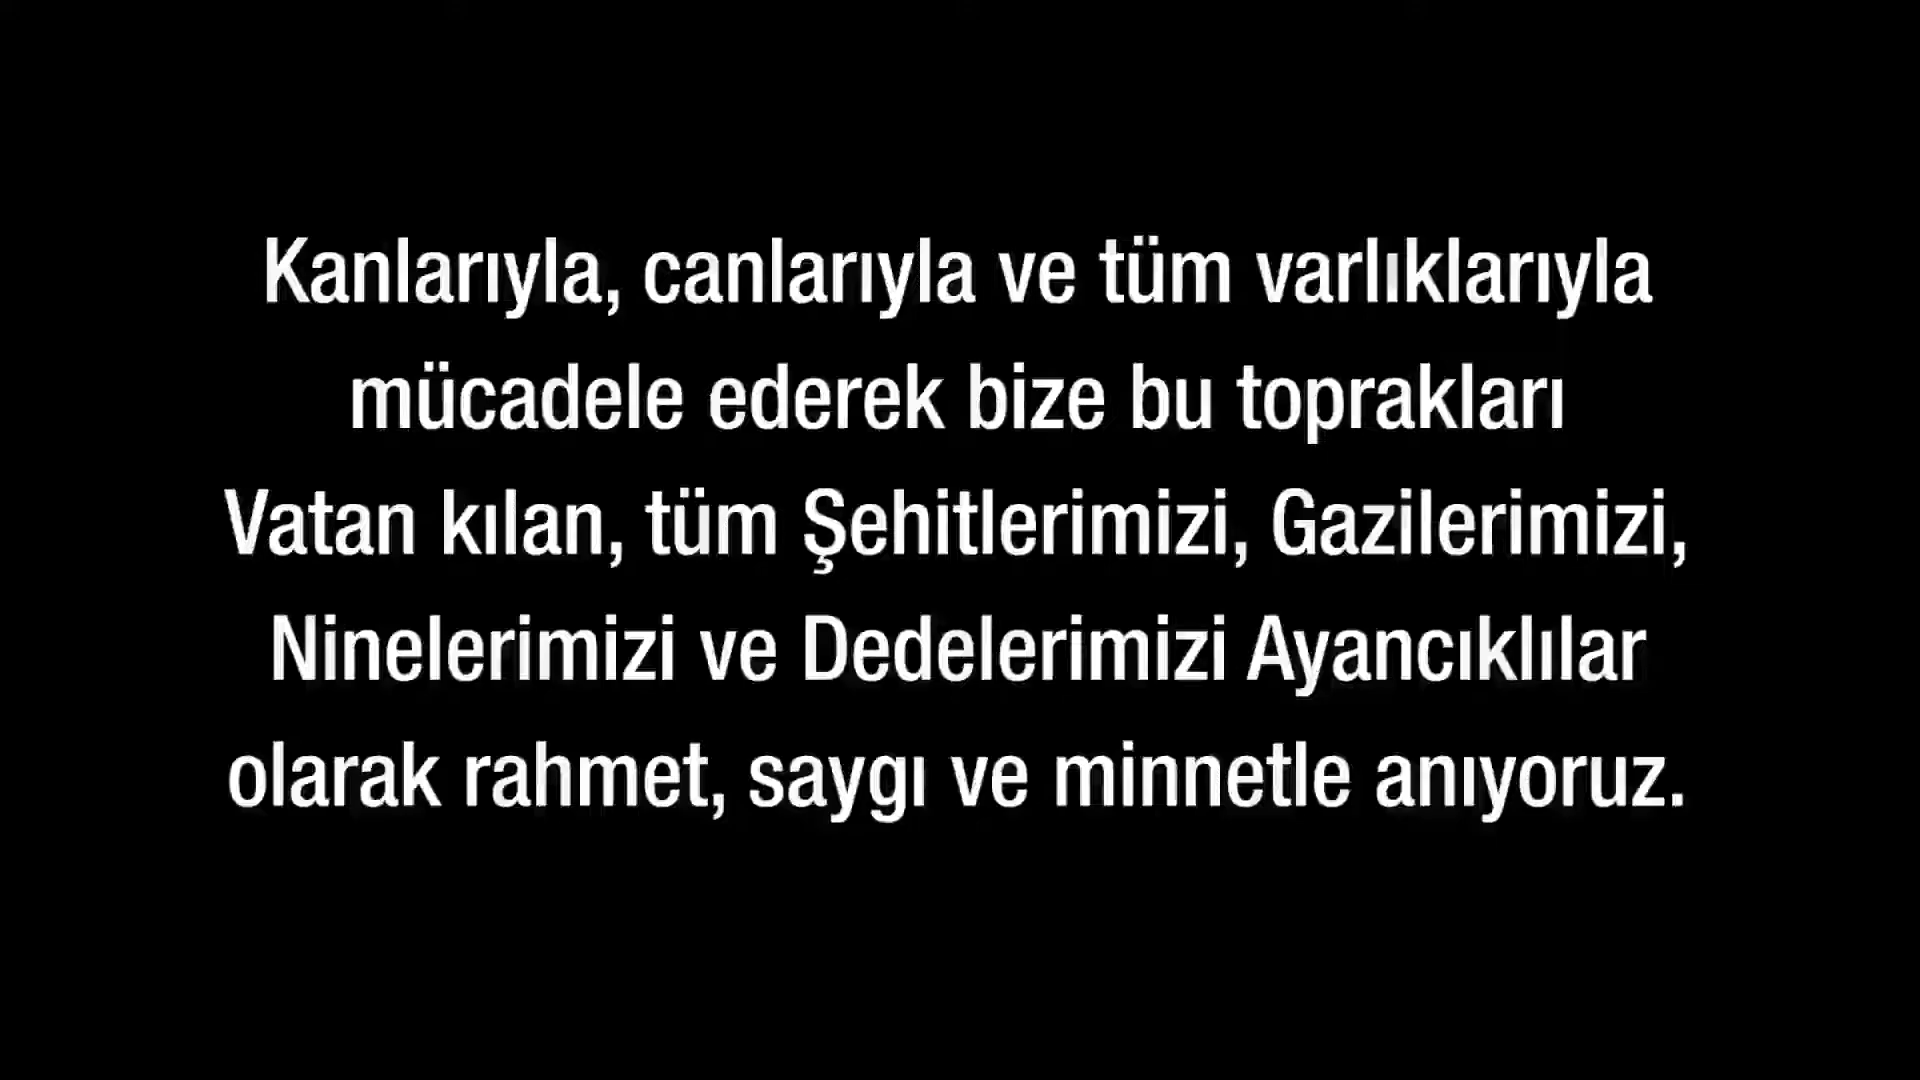 Kanlarıyla, canlarıyla ve tüm varlıklarıyla
mücadele ederek bize bu toprakları
Vatan kılan, tüm Şehitlerimizi, Gazilerimizi,
Ninelerimizi ve Dedelerimizi Ayancıklılar
olarak rahmet, saygı ve minnetle anıyoruz.